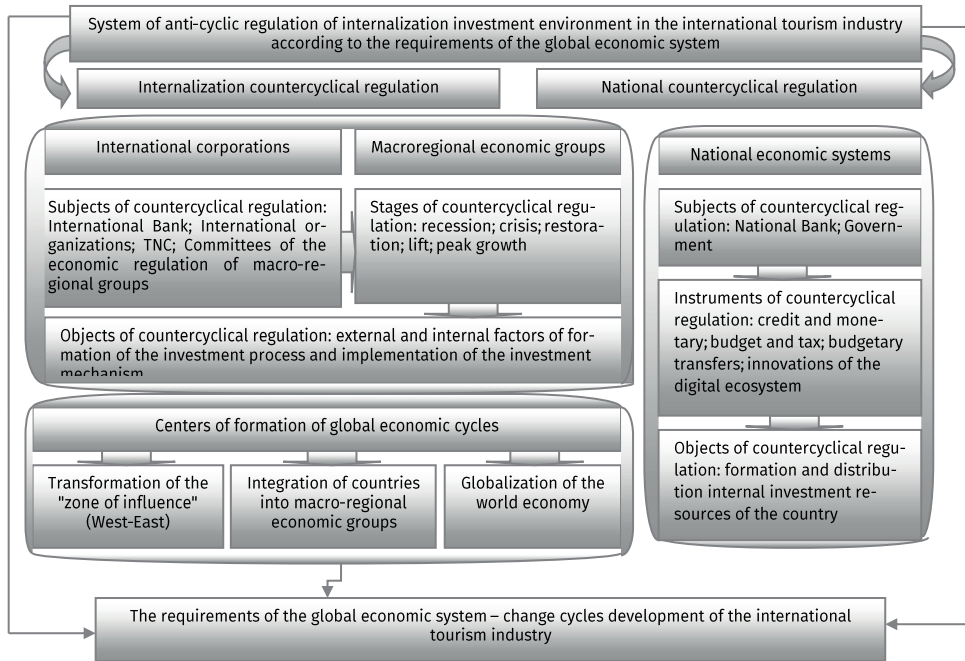 System of anti-cyclic regulation of internalization investment environment in the international tourism industry
according to the requirements of the global economic system
Internalization countercyclical regulation
National countercyclical regulation
International corporations
Macroregional economic groups
National economic systems
Subjects of countercyclical regulation:
International Bank; International or-
ganizations; TNC; Committees of the
economic regulation of macro-re-
gional groups
Stages of countercyclical regu-
lation: recession; crisis; restora-
tion; lift; peak growth
Subjects of countercyclical reg-
ulation: National Bank; Govern-
ment
Objects of countercyclical regulation: external and internal factors of for-
mation of the investment process and implementation of the investment
mechanism
Instruments of countercyclical
regulation: credit and mone-
tary; budget and tax; budgetary
transfers; innovations of the
digital ecosystem
Centers of formation of global economic cycles
Transformation of the
"zone of influence"
(West-East)
Integration of countries
into macro-regional
economic groups
Globalization of the
world economy
Objects of countercyclical regu-
lation: formation and distribu-
tion internal investment re-
sources of the country
The requirements of the global economic system – change cycles development of the international
tourism industry